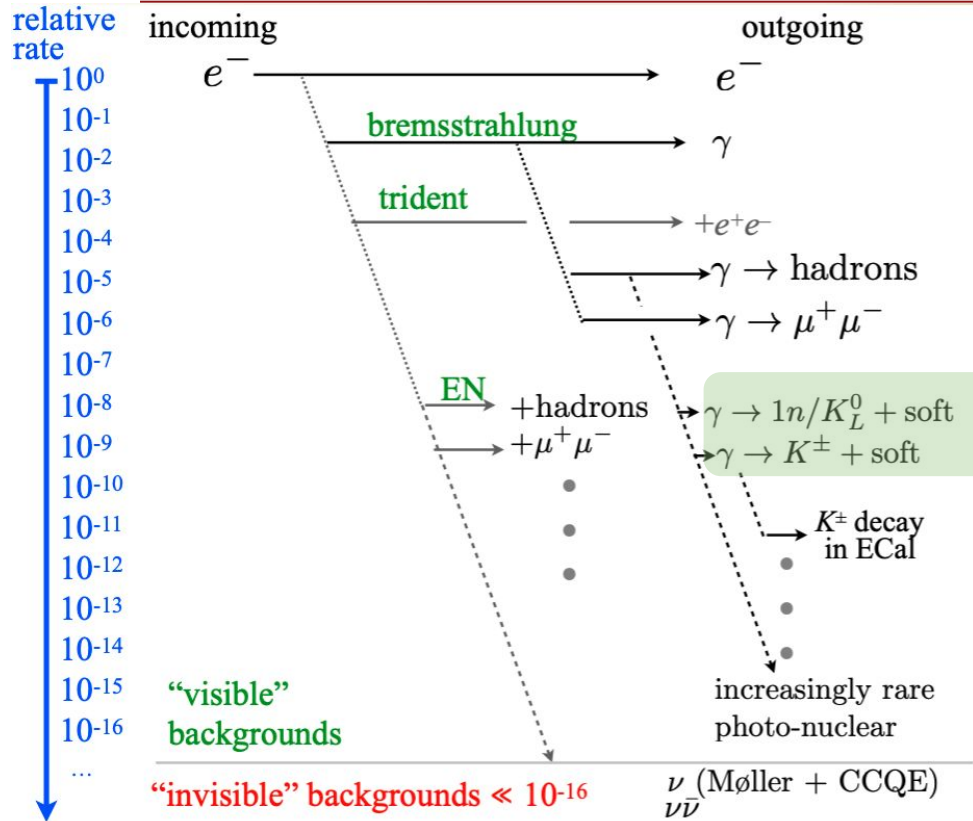 relative rate
incoming outgoing
10⁰ e⁻ e⁻
10⁻¹ bremsstrahlung
10⁻² γ
10⁻³ trident
10⁻⁴ +e⁺e⁻
10⁻⁵ γ → hadrons
10⁻⁶ γ → μ⁺μ⁻
10⁻⁷
EN
10⁻⁸ +hadrons γ → 1n/K⁰_L + soft
10⁻⁹ +μ⁺μ⁻ γ → K± + soft
10⁻¹⁰
10⁻¹¹ K± decay
in ECal
10⁻¹²
10⁻¹³
10⁻¹⁴
10⁻¹⁵ increasingly rare
10⁻¹⁶ photo-nuclear
“visible”
backgrounds
...
“invisible” backgrounds ≪ 10⁻¹⁶ ν (Møller + CCQE)
νν̄